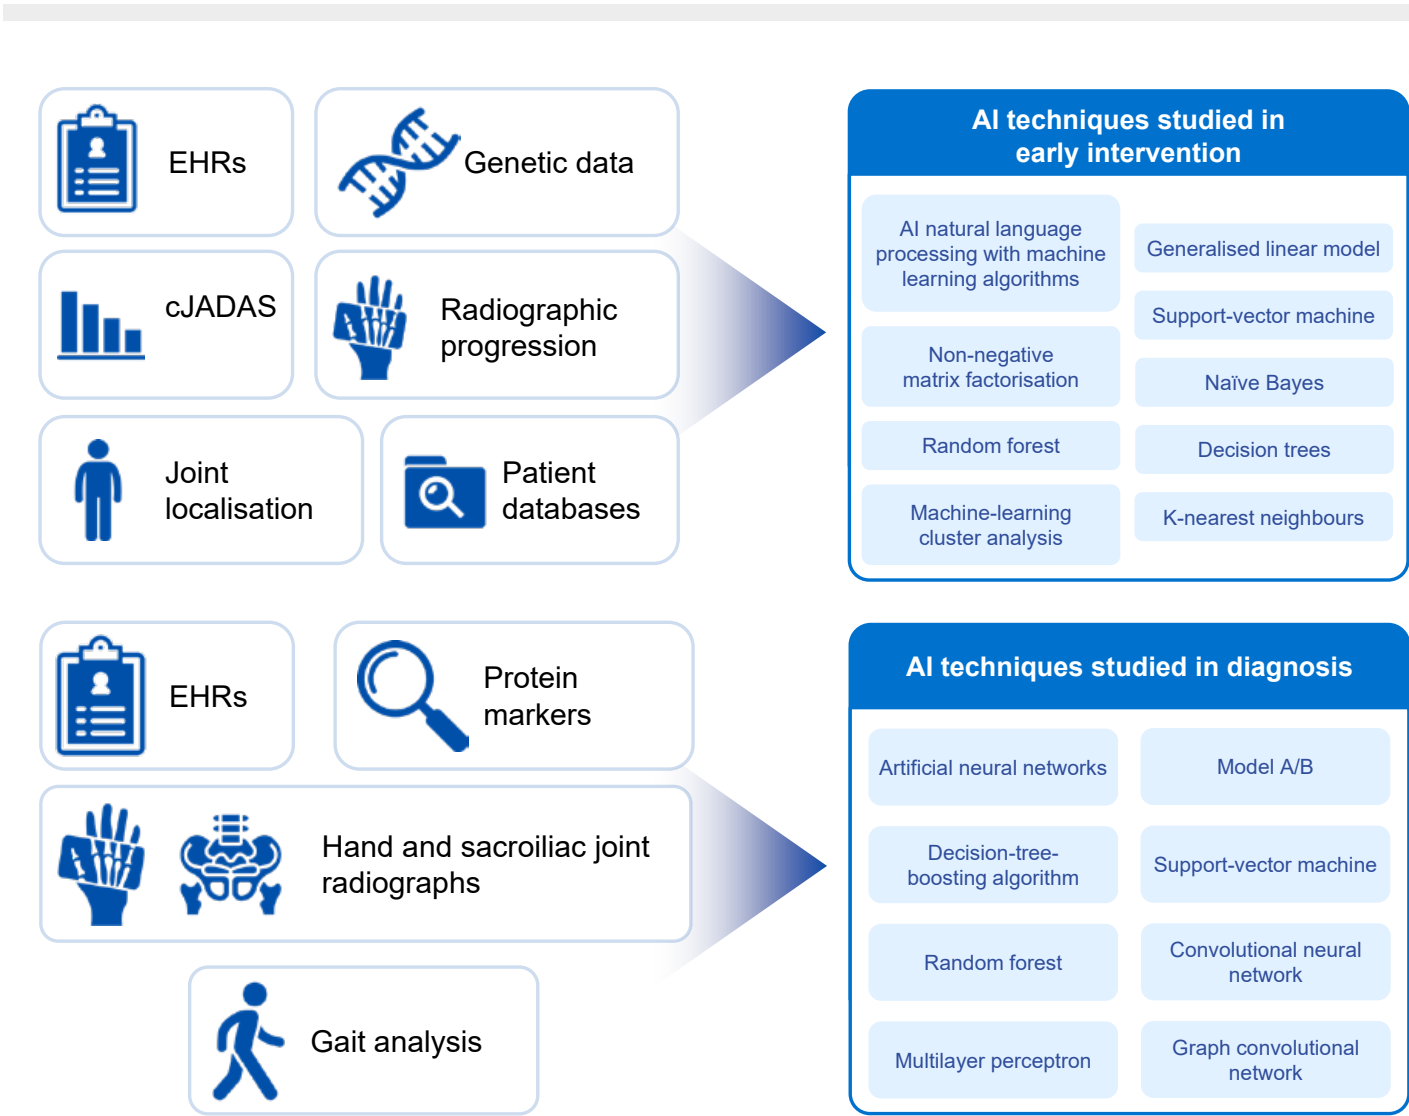 EHRs
Genetic data
cJADAS
Radiographic
progression
Joint
localisation
Patient
databases
AI techniques studied in
early intervention
AI natural language
processing with machine
learning algorithms
Non-negative
matrix factorisation
Random forest
Machine-learning
cluster analysis
Generalised linear model
Support-vector machine
Naïve Bayes
Decision trees
K-nearest neighbours
EHRs
Protein
markers
Hand and sacroiliac joint
radiographs
Gait analysis
AI techniques studied in diagnosis
Artificial neural networks
Decision-tree-
boosting algorithm
Random forest
Multilayer perceptron
Model A/B
Support-vector machine
Convolutional neural
network
Graph convolutional
network